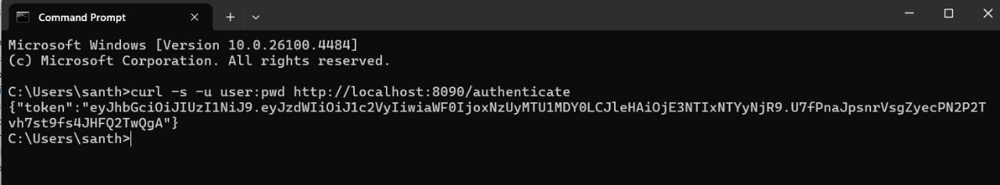 Command Prompt
Microsoft Windows [Version 10.0.26100.4484]
(c) Microsoft Corporation. All rights reserved.
C:\Users\santh>curl -s -u user:pwd http://localhost:8090/authenticate
{"token":"eyJhbGciOiJIUzI1NiJ9.eyJzdWIiOiJ1c2VyIiwiaWF0IjoxNzUyMTU1MDY0LCJleHAiOjE3NTIxNTYyNjR9.U7fPnaJpsnrVsgZyecPN2P2T
vh7st9fs4JHFQ2TwQgA"}
C:\Users\santh>